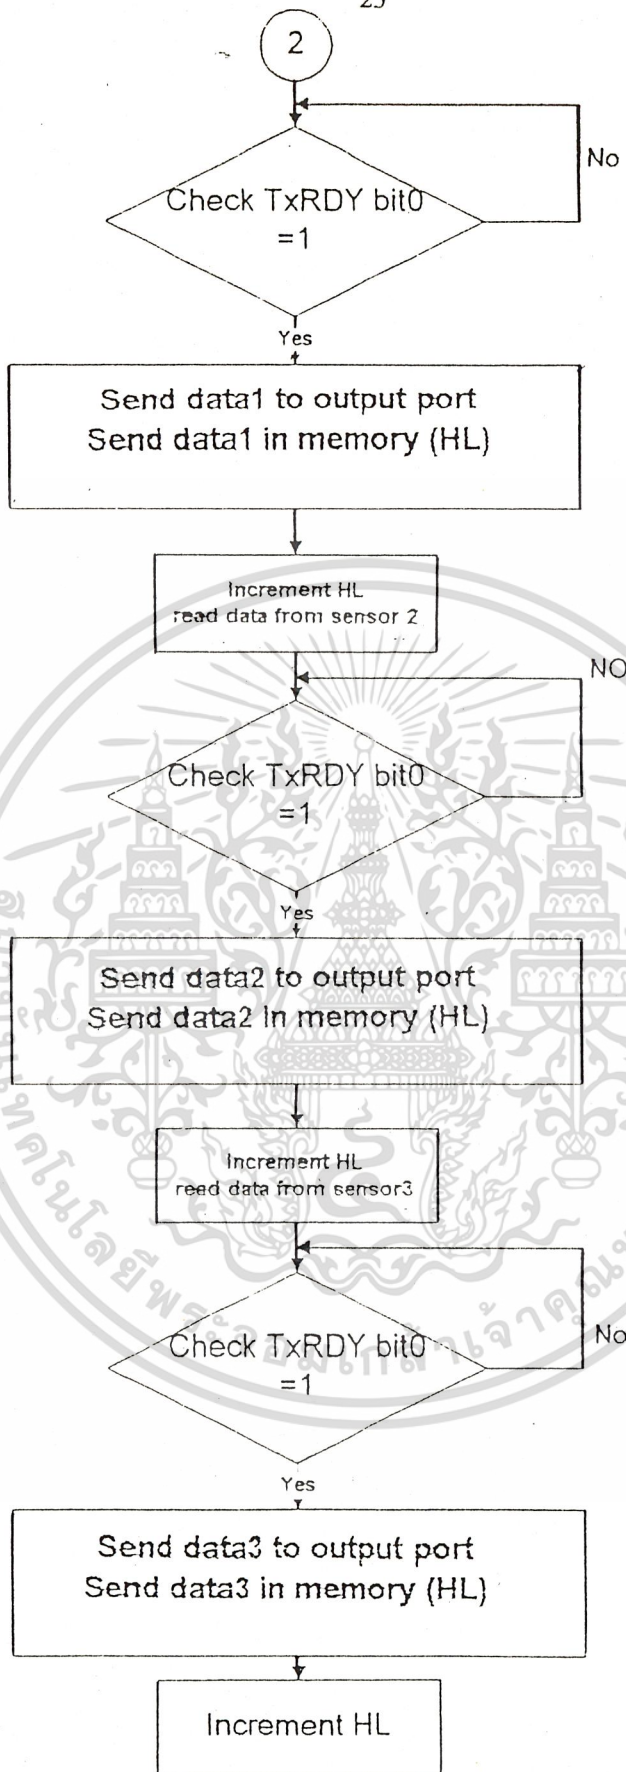 2
Check TxRDY bit0
=1
No
Yes
Send data1 to output port
Send data1 in memory (HL)
Increment HL
read data from sensor 2
NO
Check TxRDY bit0
=1
Yes
Send data2 to output port
Send data2 in memory (HL)
Increment HL
read data from sensor3
Check TxRDY bit0
=1
No
Yes
Send data3 to output port
Send data3 in memory (HL)
Increment HL